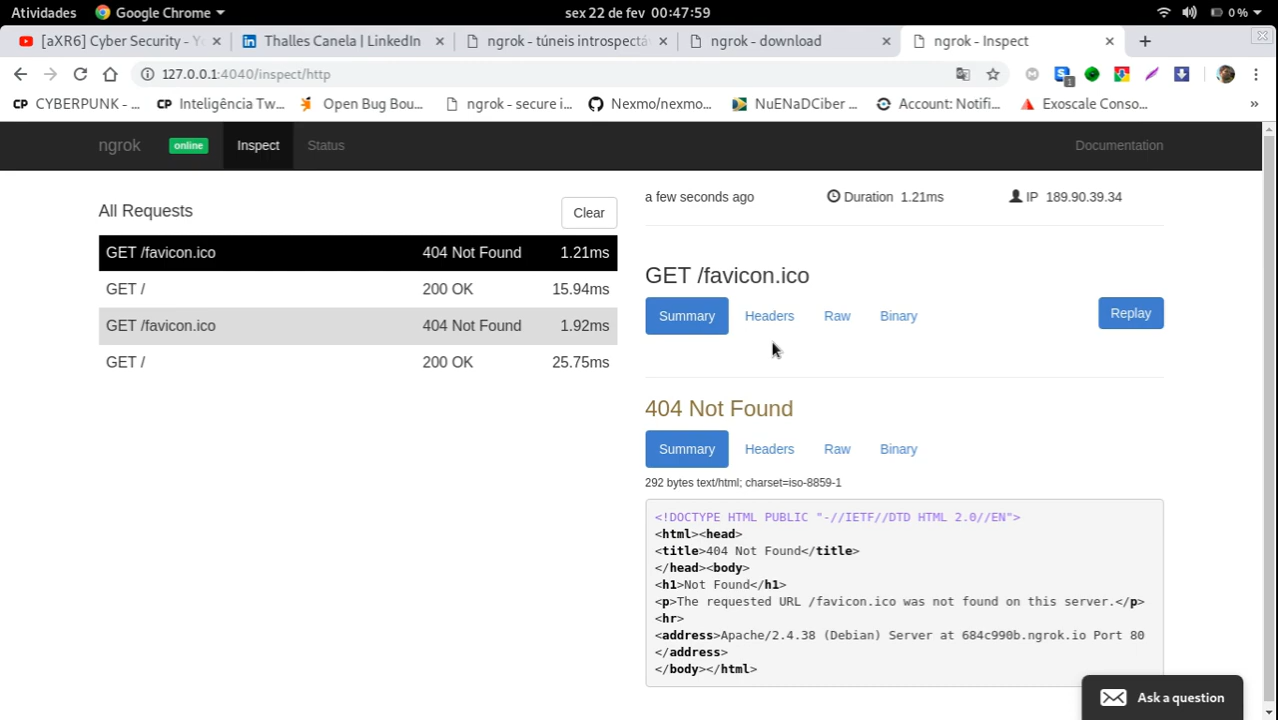 Atividades
Google Chrome
sex 22 de fev 00:47:59
0 %
[aXR6] Cyber Security - Yo
Thalles Canela | LinkedIn
ngrok - túneis introspectáv
ngrok - download
ngrok - Inspect
127.0.0.1:4040/inspect/http
1
CYBERPUNK - ...
Inteligência Tw...
Open Bug Bou...
ngrok - secure i...
Nexmo/nexmo...
NuENaDCiber ...
Account: Notifi...
Exoscale Conso...
»
ngrok
online
Inspect
Status
Documentation
All Requests
Clear
GET /favicon.ico 404 Not Found 1.21ms
GET / 200 OK 15.94ms
GET /favicon.ico 404 Not Found 1.92ms
GET / 200 OK 25.75ms
a few seconds ago
Duration 1.21ms
IP 189.90.39.34
GET /favicon.ico
Summary Headers Raw Binary
Replay
404 Not Found
Summary Headers Raw Binary
292 bytes text/html; charset=iso-8859-1
<!DOCTYPE HTML PUBLIC "-//IETF//DTD HTML 2.0//EN">
<html><head>
<title>404 Not Found</title>
</head><body>
<h1>Not Found</h1>
<p>The requested URL /favicon.ico was not found on this server.</p>
<hr>
<address>Apache/2.4.38 (Debian) Server at 684c990b.ngrok.io Port 80
</address>
</body></html>
Ask a question